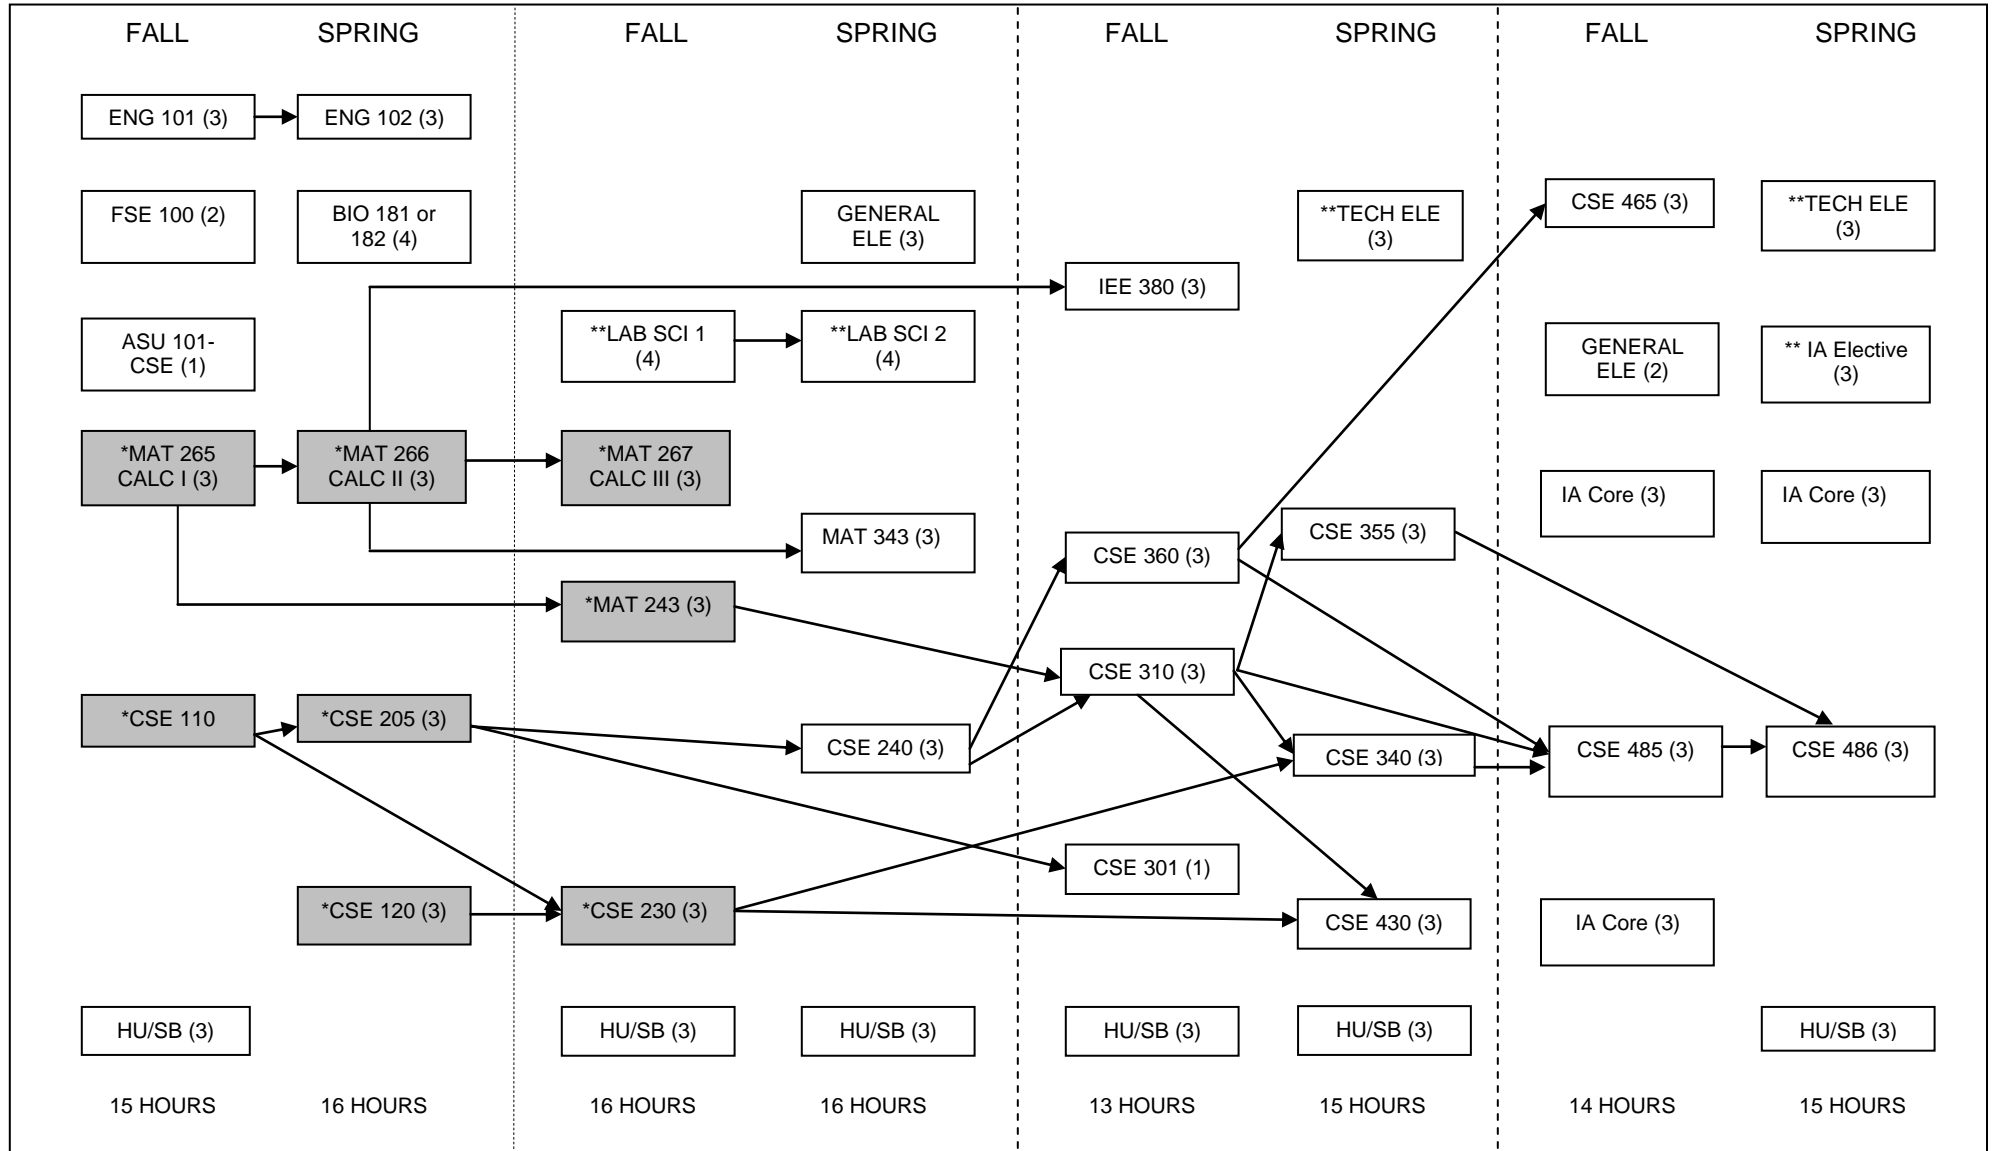 FALL SPRING FALL SPRING FALL SPRING FALL SPRING
ENG 101 (3)
ENG 102 (3)
FSE 100 (2)
BIO 181 or
182 (4)
GENERAL
ELE (3)
**TECH ELE
(3)
CSE 465 (3)
**TECH ELE
(3)
IEE 380 (3)
ASU 101-
CSE (1)
**LAB SCI 1
(4)
**LAB SCI 2
(4)
GENERAL
ELE (2)
** IA Elective
(3)
*MAT 265
CALC I (3)
*MAT 266
CALC II (3)
*MAT 267
CALC III (3)
IA Core (3)
IA Core (3)
MAT 343 (3)
CSE 360 (3)
CSE 355 (3)
*MAT 243 (3)
CSE 310 (3)
*CSE 110
*CSE 205 (3)
CSE 240 (3)
CSE 340 (3)
CSE 485 (3)
CSE 486 (3)
CSE 301 (1)
*CSE 120 (3)
*CSE 230 (3)
CSE 430 (3)
IA Core (3)
HU/SB (3)
HU/SB (3)
HU/SB (3)
HU/SB (3)
HU/SB (3)
HU/SB (3)
15 HOURS 16 HOURS 16 HOURS 16 HOURS 13 HOURS 15 HOURS 14 HOURS 15 HOURS